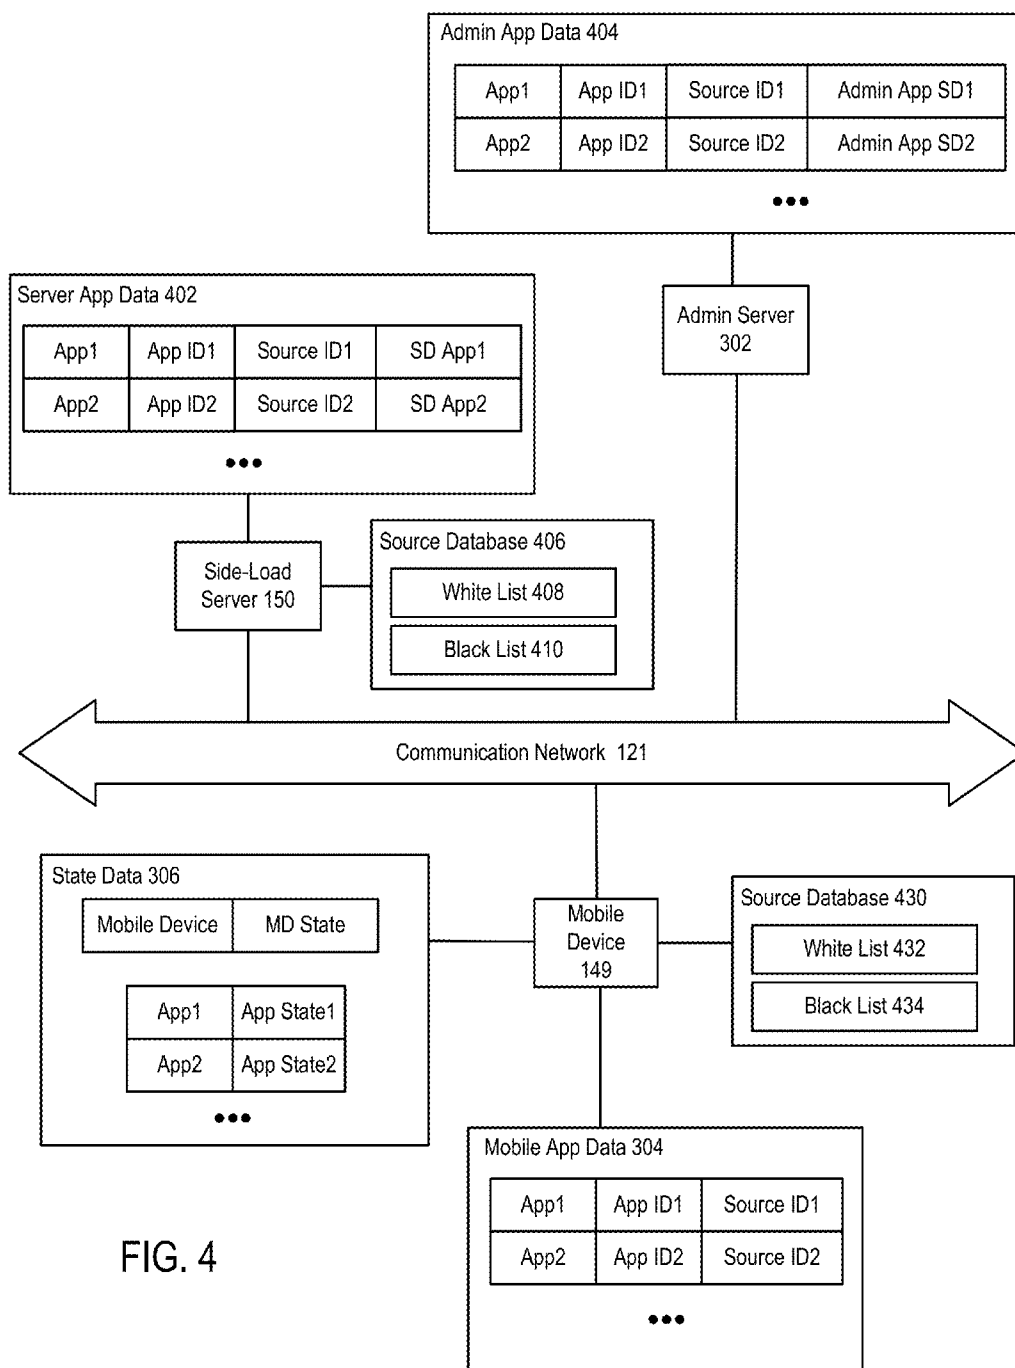 Admin App Data 404
App1 App ID1 Source ID1 Admin App SD1
App2 App ID2 Source ID2 Admin App SD2
Server App Data 402
App1 App ID1 Source ID1 SD App1
App2 App ID2 Source ID2 SD App2
Admin Server
302
Side-Load
Server 150
Source Database 406
White List 408
Black List 410
Communication Network 121
State Data 306
Mobile Device MD State
App1 App State1
App2 App State2
Mobile
Device
149
Source Database 430
White List 432
Black List 434
Mobile App Data 304
App1 App ID1 Source ID1
App2 App ID2 Source ID2
FIG. 4